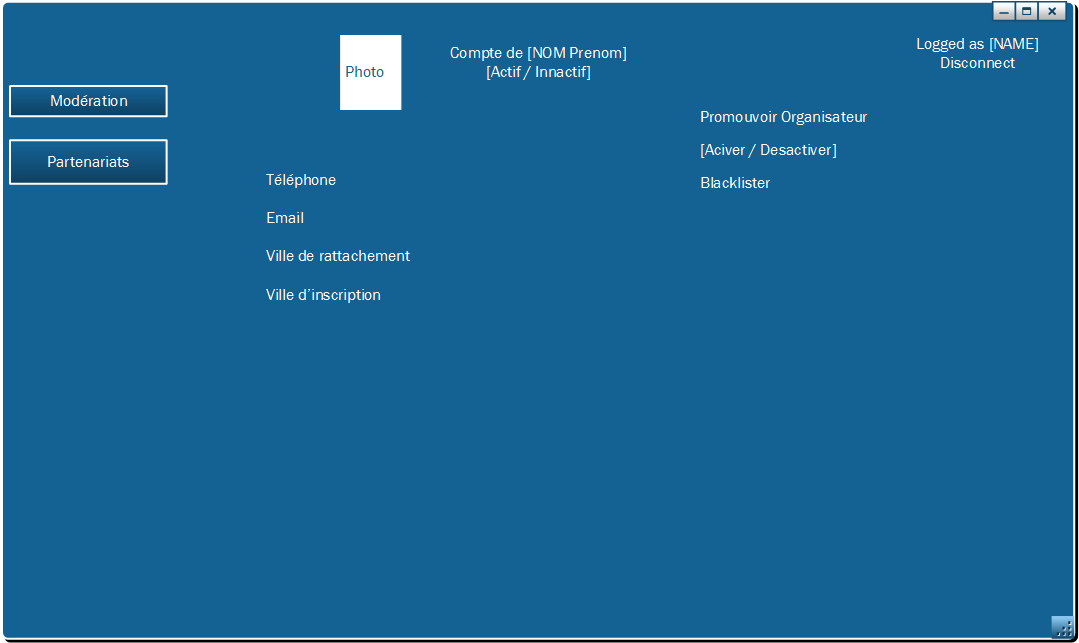 Photo
Compte de [NOM Prenom]
[Actif / Innactif]
Logged as [NAME]
Disconnect
Modération
Partenariats
Promouvoir Organisateur
[Aciver / Desactiver]
Blacklister
Téléphone
Email
Ville de rattachement
Ville d'inscription